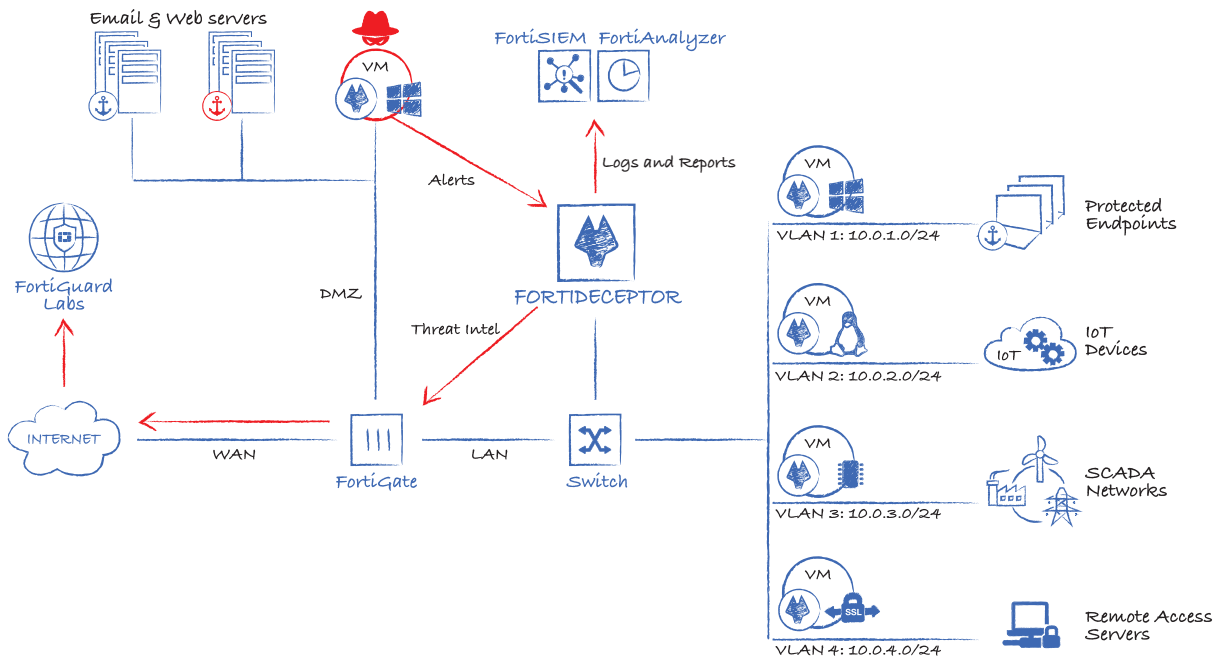 Email & Web servers
VM
FortiSIEM
FortiAnalyzer
Logs and Reports
Alerts
FortiGuard
Labs
DMZ
FORTIDECEPTOR
Threat Intel
INTERNET
WAN
FortiGate
LAN
Switch
VM
VLAN 1: 10.0.1.0/24
Protected
Endpoints
VM
VLAN 2: 10.0.2.0/24
IoT
IoT
Devices
VM
VLAN 3: 10.0.3.0/24
SCADA
Networks
VM
SSL
VLAN 4: 10.0.4.0/24
Remote Access
Servers